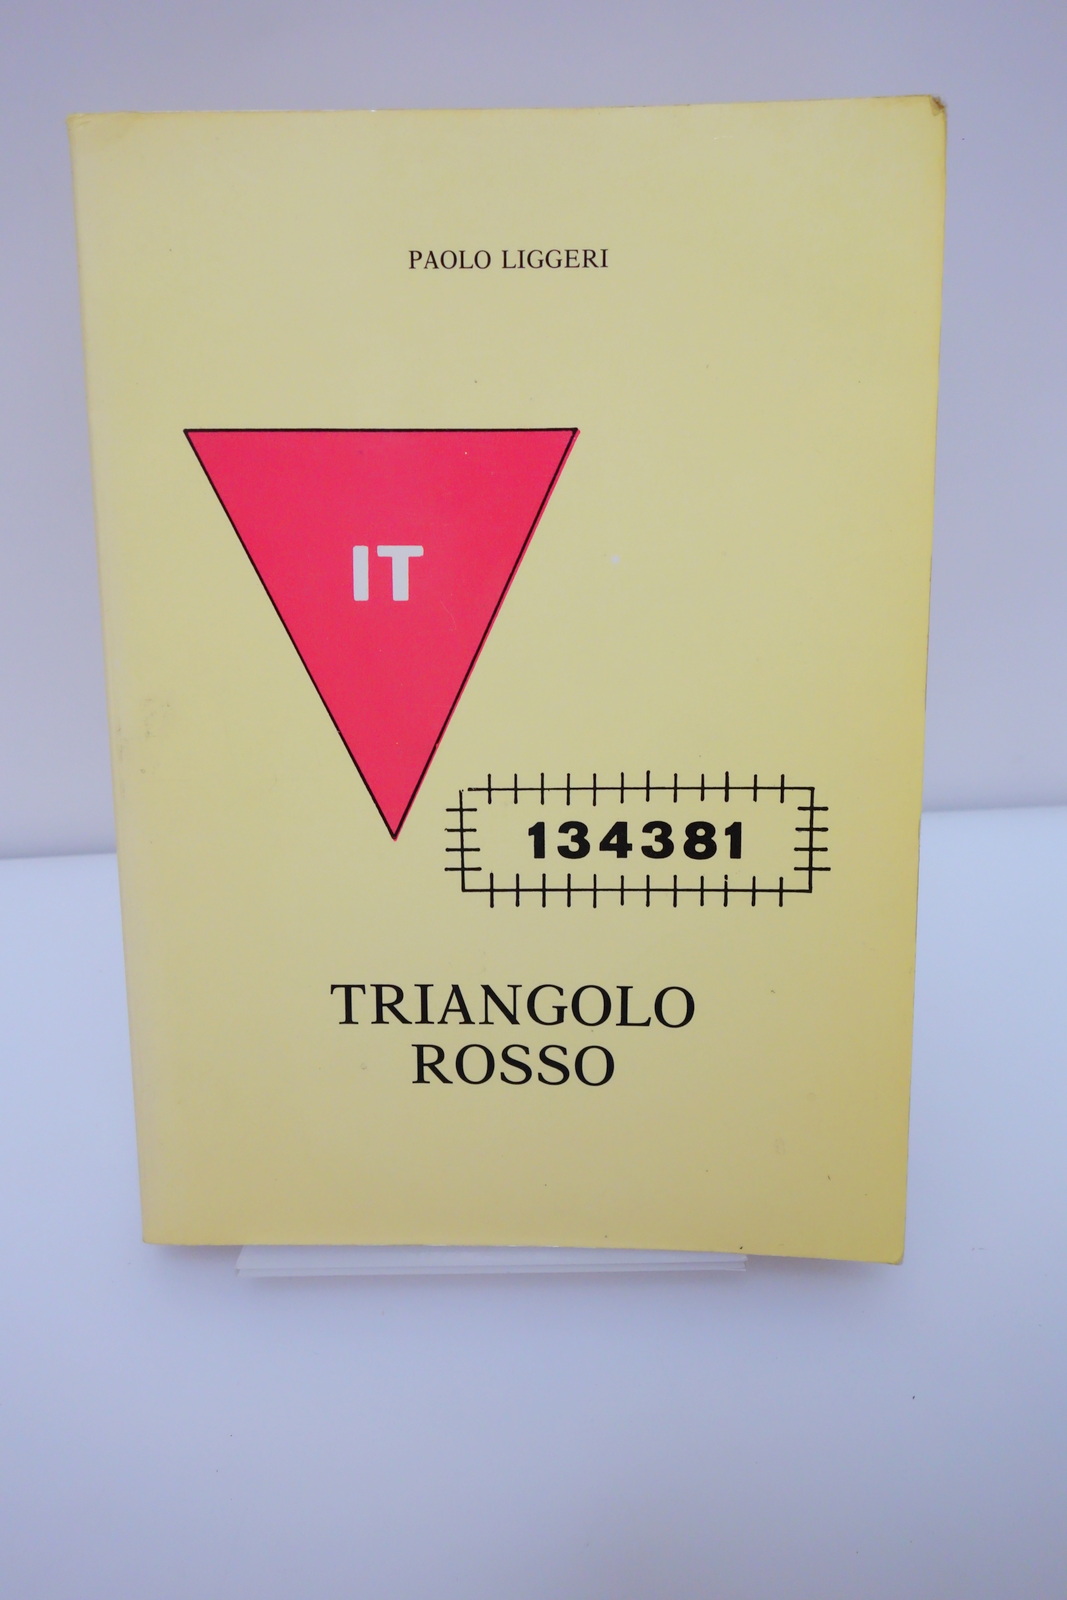 PAOLO LIGGERI
IT
134381
TRIANGOLO
ROSSO